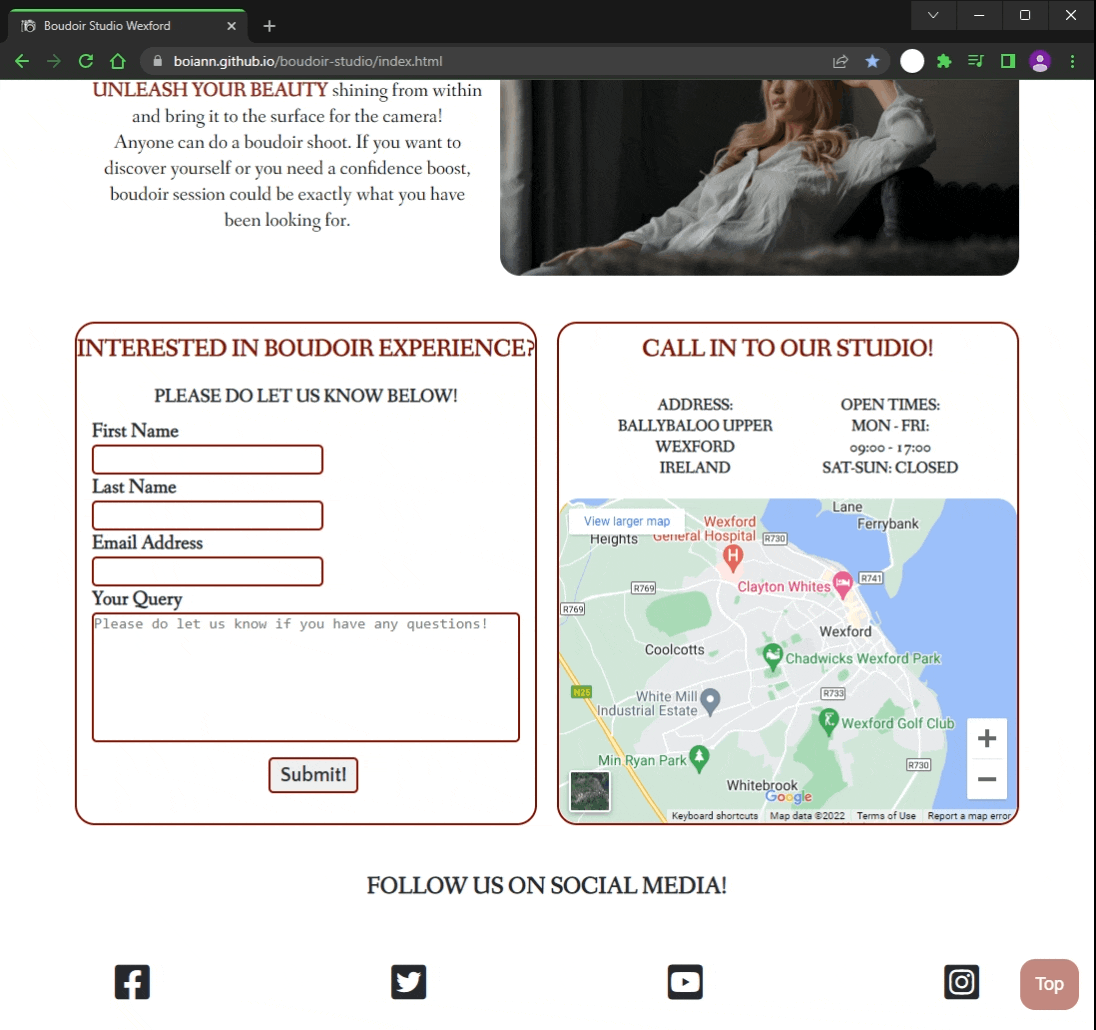 Boudoir Studio Wexford
boiann.github.io/boudoir-studio/index.html
UNLEASH YOUR BEAUTY shining from within
and bring it to the surface for the camera!
Anyone can do a boudoir shoot. If you want to
discover yourself or you need a confidence boost,
boudoir session could be exactly what you have
been looking for.
INTERESTED IN BOUDOIR EXPERIENCE?
PLEASE DO LET US KNOW BELOW!
First Name
Last Name
Email Address
Your Query
Please do let us know if you have any questions!
Submit!
CALL IN TO OUR STUDIO!
ADDRESS:
BALLYBALOO UPPER
WEXFORD
IRELAND
OPEN TIMES:
MON - FRI:
09:00 - 17:00
SAT-SUN: CLOSED
View larger map
Heights
Wexford
General Hospital
H
R730
Lane
Ferrybank
R769
Clayton Whites
R741
R769
Wexford
Coolcotts
Chadwicks Wexford Park
N25
White Mill
Industrial Estate
R733
Wexford Golf Club
Min Ryan Park
R730
Whitebrook
Google
Keyboard shortcuts
Map data ©2022
Terms of Use
Report a map error
FOLLOW US ON SOCIAL MEDIA!
Top